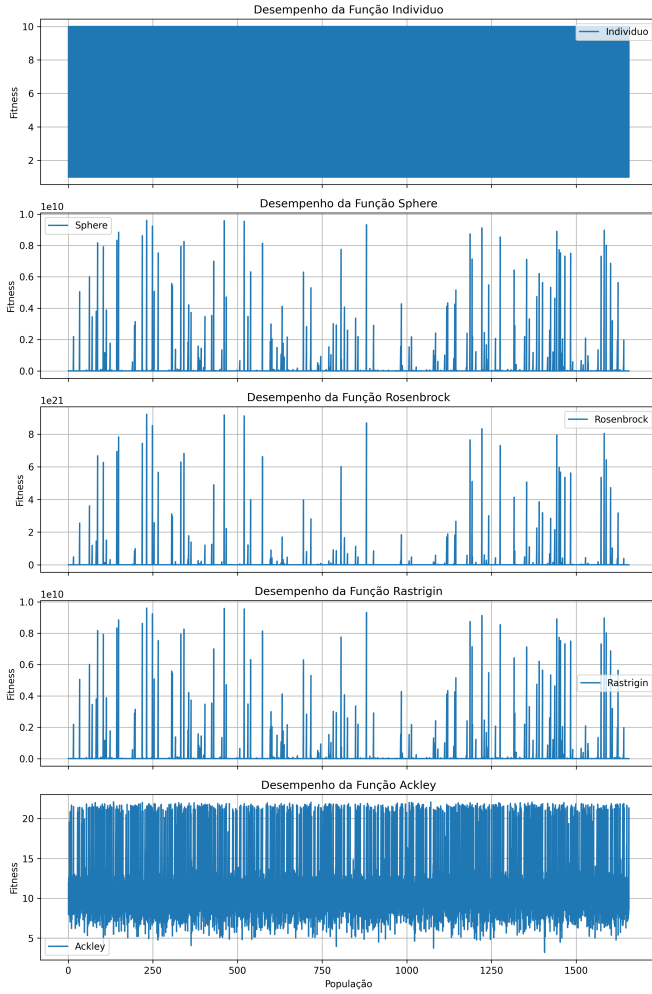 Desempenho da Função Individuo
10
8
6
4
2
Fitness
Individuo
Desempenho da Função Sphere
1e10
1.0
0.8
0.6
0.4
0.2
0.0
Fitness
Sphere
Desempenho da Função Rosenbrock
1e21
8
6
4
2
0
Fitness
Rosenbrock
Desempenho da Função Rastrigin
1e10
1.0
0.8
0.6
0.4
0.2
0.0
Fitness
Rastrigin
Desempenho da Função Ackley
20
15
10
5
Fitness
Ackley
0 250 500 750 1000 1250 1500
População